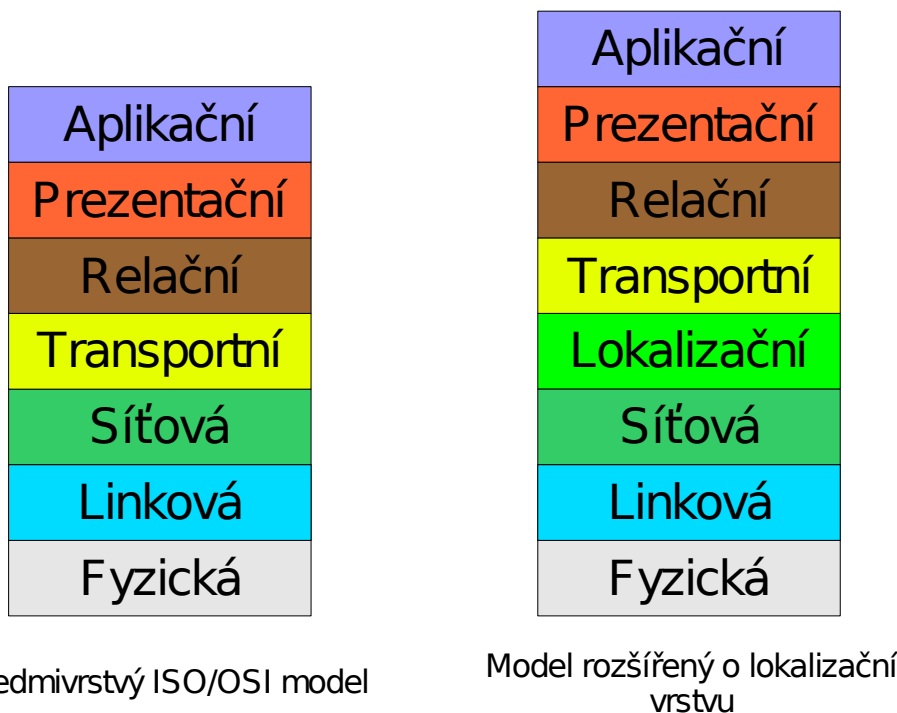 Aplikační
Prezentační
Relační
Transportní
Síťová
Linková
Fyzická
edmivrstvý ISO/OSI model
Aplikační
Prezentační
Relační
Transportní
Lokalizační
Síťová
Linková
Fyzická
Model rozšířený o lokalizační
vrstvu